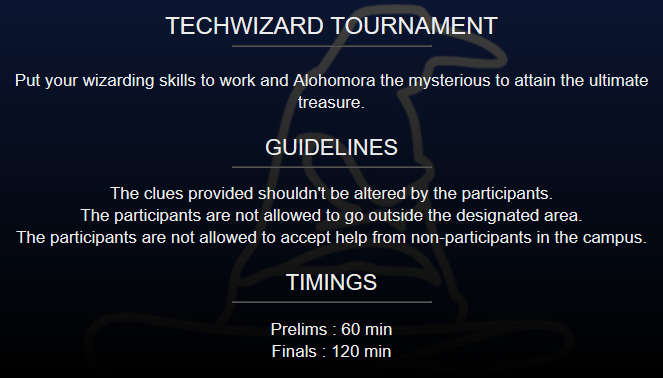 TECHWIZARD TOURNAMENT
Put your wizarding skills to work and Alohomora the mysterious to attain the ultimate
treasure.
GUIDELINES
The clues provided shouldn't be altered by the participants.
The participants are not allowed to go outside the designated area.
The participants are not allowed to accept help from non-participants in the campus.
TIMINGS
Prelims : 60 min
Finals : 120 min